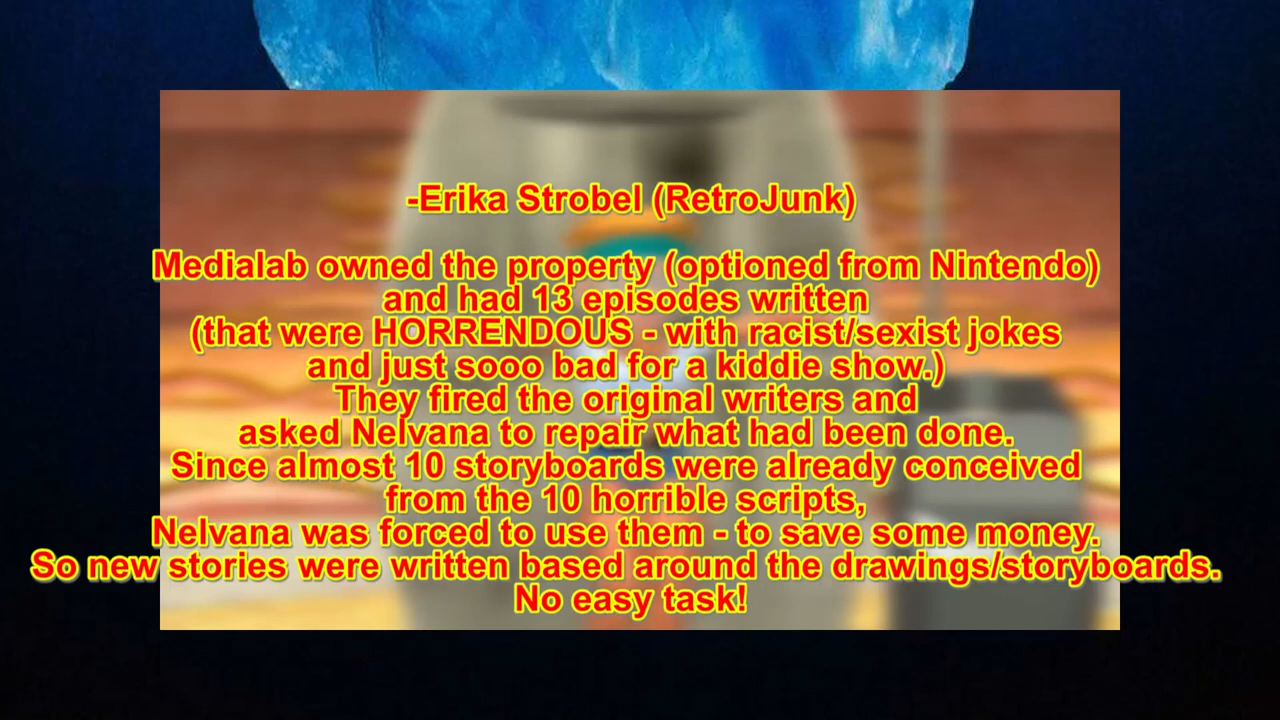 -Erika Strobel (RetroJunk)
Medialab owned the property (optioned from Nintendo)
and had 13 episodes written
(that were HORRENDOUS - with racist/sexist jokes
and just sooo bad for a kiddie show.)
They fired the original writers and
asked Nelvana to repair what had been done.
Since almost 10 storyboards were already conceived
from the 10 horrible scripts,
Nelvana was forced to use them - to save some money.
So new stories were written based around the drawings/storyboards.
No easy task!